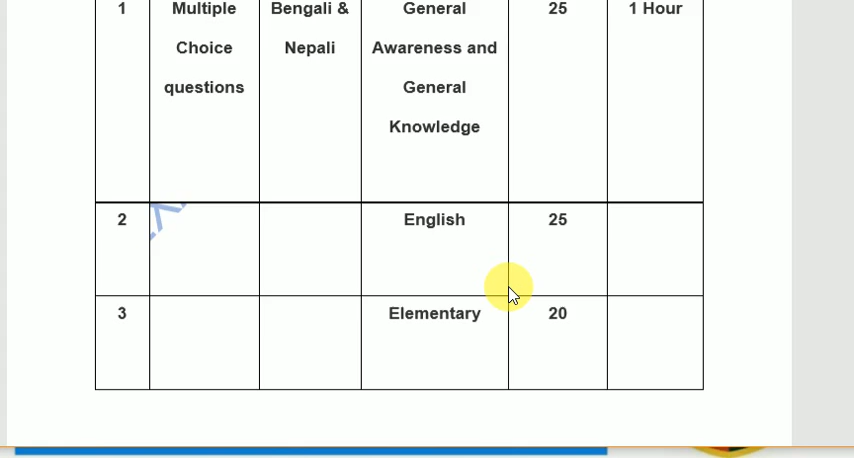 1 Multiple Bengali & General 25 1 Hour
Choice Nepali Awareness and
questions General
Knowledge
2 English 25
3 Elementary 20